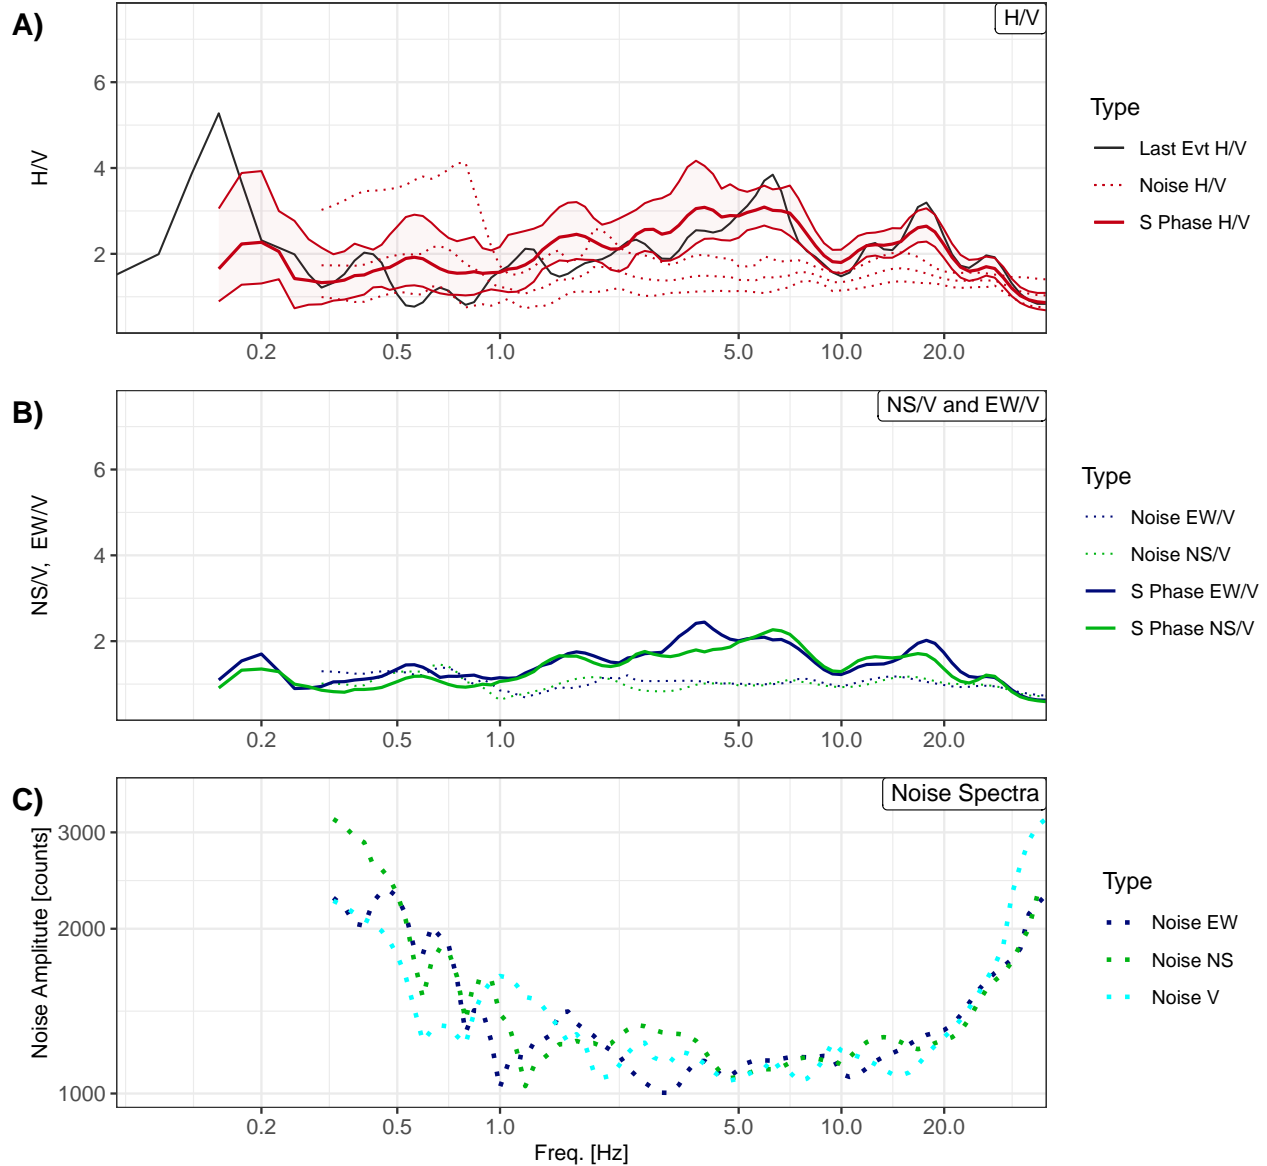 A)
H/V
6
4
2
H/V
0.2 0.5 1.0 5.0 10.0 20.0
Type
Last Evt H/V
Noise H/V
S Phase H/V
B)
NS/V and EW/V
6
4
2
NS/V, EW/V
0.2 0.5 1.0 5.0 10.0 20.0
Type
Noise EW/V
Noise NS/V
S Phase EW/V
S Phase NS/V
C)
Noise Spectra
3000
2000
1000
Noise Amplitute [counts]
0.2 0.5 1.0 5.0 10.0 20.0
Freq. [Hz]
Type
Noise EW
Noise NS
Noise V